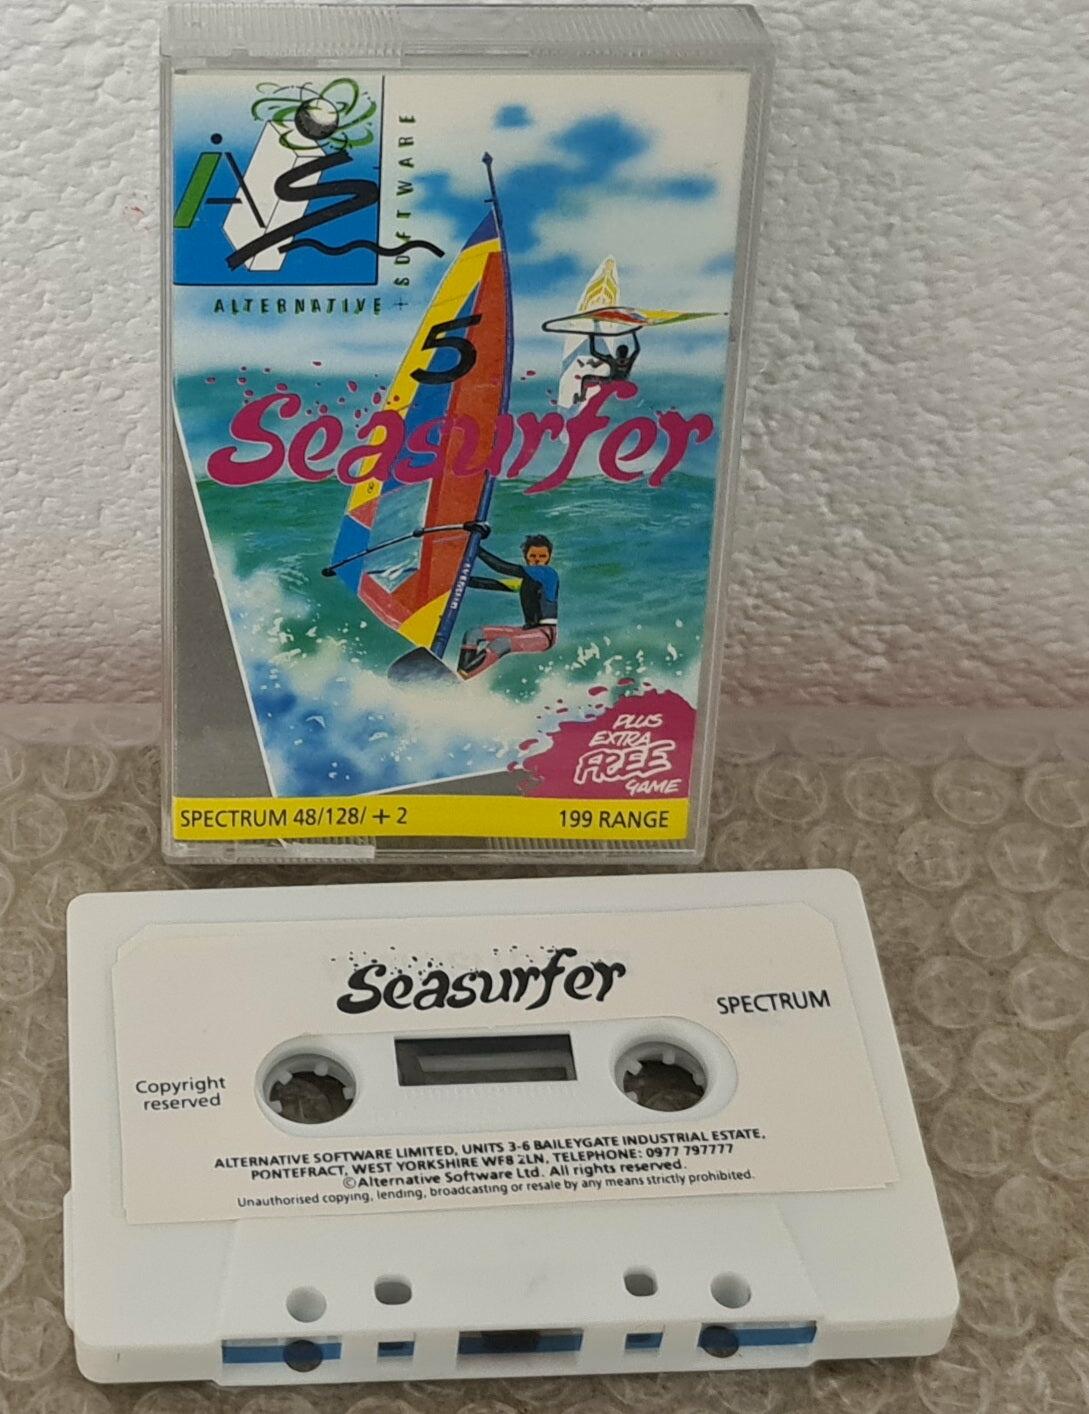 AS
ALTERNATIVE + SOFTWARE
5
Seasurfer
PLUS
EXTRA
FREE
GAME
SPECTRUM 48/128/ + 2
199 RANGE
Seasurfer
SPECTRUM
Copyright
reserved
ALTERNATIVE SOFTWARE LIMITED, UNITS 3-6 BAILEYGATE INDUSTRIAL ESTATE,
PONTEFRACT, WEST YORKSHIRE WF8 2LN, TELEPHONE: 0977 797777
©Alternative Software Ltd. All rights reserved.
Unauthorised copying, lending, broadcasting or resale by any means strictly prohibited.